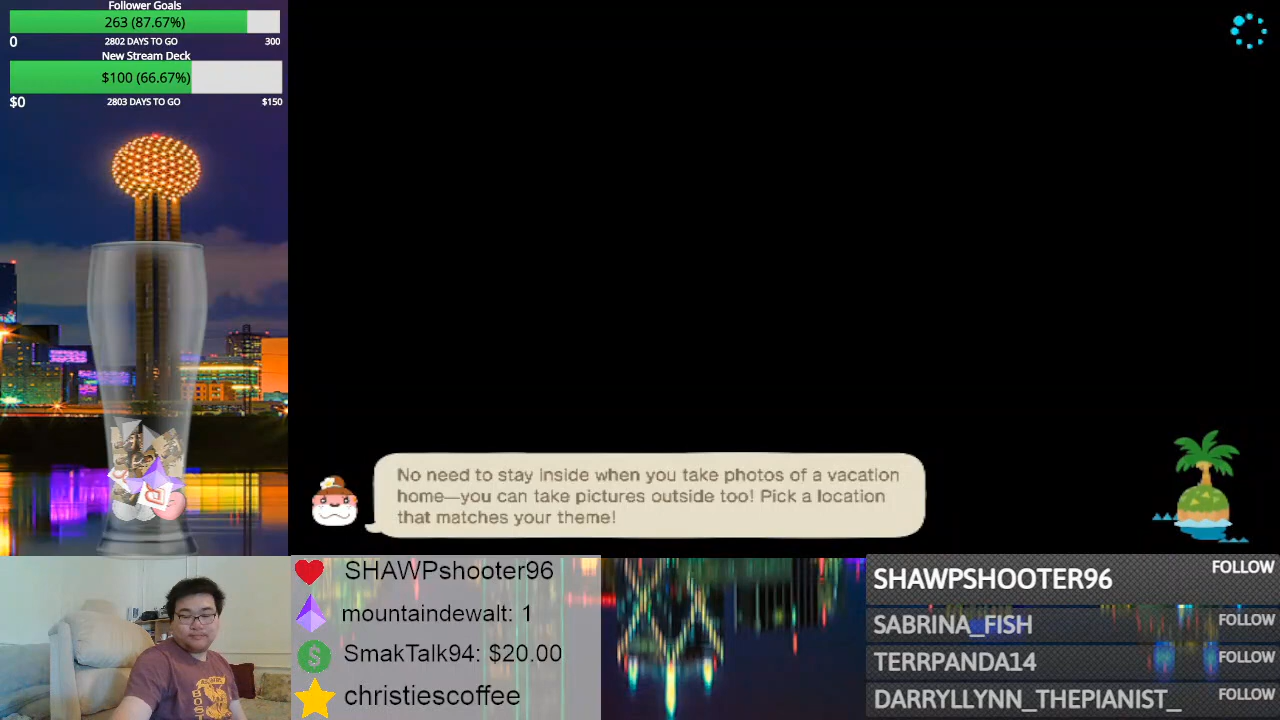 Follower Goals
263 (87.67%)
0
2802 DAYS TO GO
300
New Stream Deck
$100 (66.67%)
$0
2803 DAYS TO GO
$150
No need to stay inside when you take photos of a vacation
home—you can take pictures outside too! Pick a location
that matches your theme!
SHAWPshooter96
mountaindewalt: 1
SmakTalk94: $20.00
christiescoffee
SHAWPSHOOTER96 FOLLOW
SABRINA_FISH FOLLOW
TERRPANDA14 FOLLOW
DARRYLLYNN_THEPIANIST_ FOLLOW